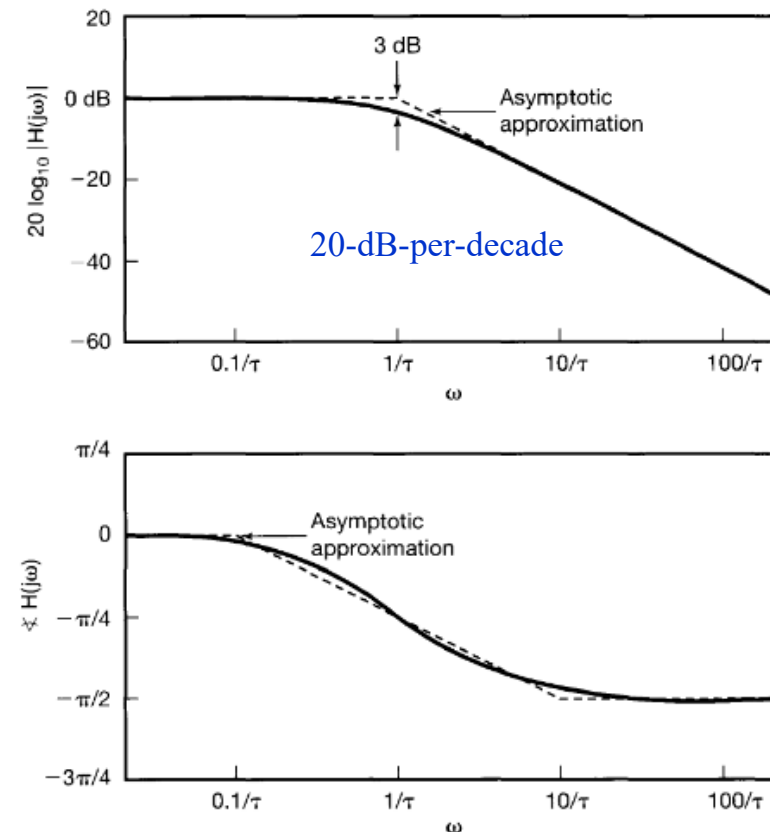 20
3 dB
0 dB
Asymptotic
approximation
20 log₁₀ |H(jω)|
−20
20-dB-per-decade
−40
−60
0.1/τ 1/τ 10/τ 100/τ
ω
π/4
Asymptotic
approximation
0
∢ H(jω)
−π/4
−π/2
−3π/4
0.1/τ 1/τ 10/τ 100/τ
ω